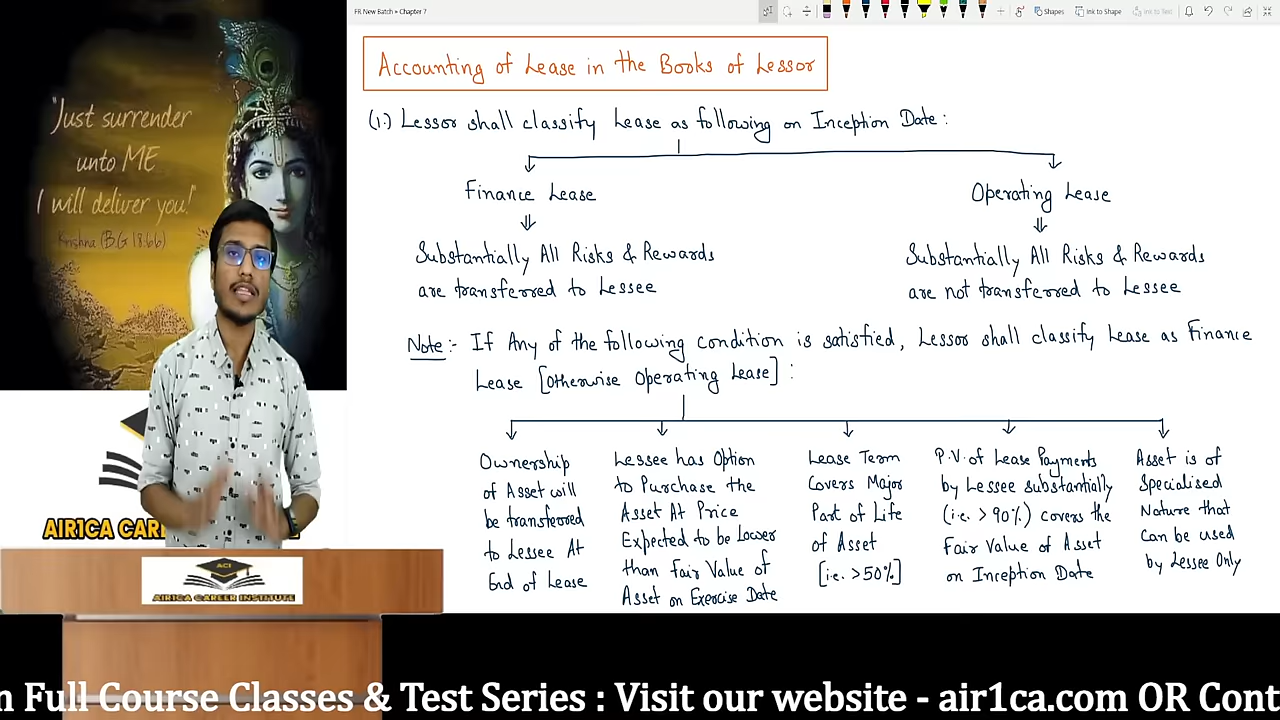 FR New Batch » Chapter 7
Shapes
Ink to Shape
Ink to Text
"Just surrender
unto ME
I will deliver you!"
Krishna (B.G 18:66)
Accounting of Lease in the Books of Lessor
(1.) Lessor shall classify Lease as following on Inception Date :
Finance Lease
Substantially All Risks & Rewards
are transferred to Lessee
Operating Lease
Substantially All Risks & Rewards
are not transferred to Lessee
Note :- If Any of the following condition is satisfied, Lessor shall classify Lease as Finance
Lease [Otherwise Operating Lease] :
Ownership
of Asset will
be transferred
to Lessee At
End of Lease
Lessee has Option
to Purchase the
Asset At Price
Expected to be Lower
than Fair Value of
Asset on Exercise Date
Lease Term
Covers Major
Part of Life
of Asset
[i.e. >50%]
P.V. of Lease Payments
by Lessee substantially
(i.e. > 90%) covers the
Fair Value of Asset
on Inception Date
Asset is of
Specialised
Nature that
Can be used
by Lessee Only
AIR1CA
ACI
AIR1CA CAREER INSTITUTE
n Full Course Classes & Test Series : Visit our website - air1ca.com OR Cont